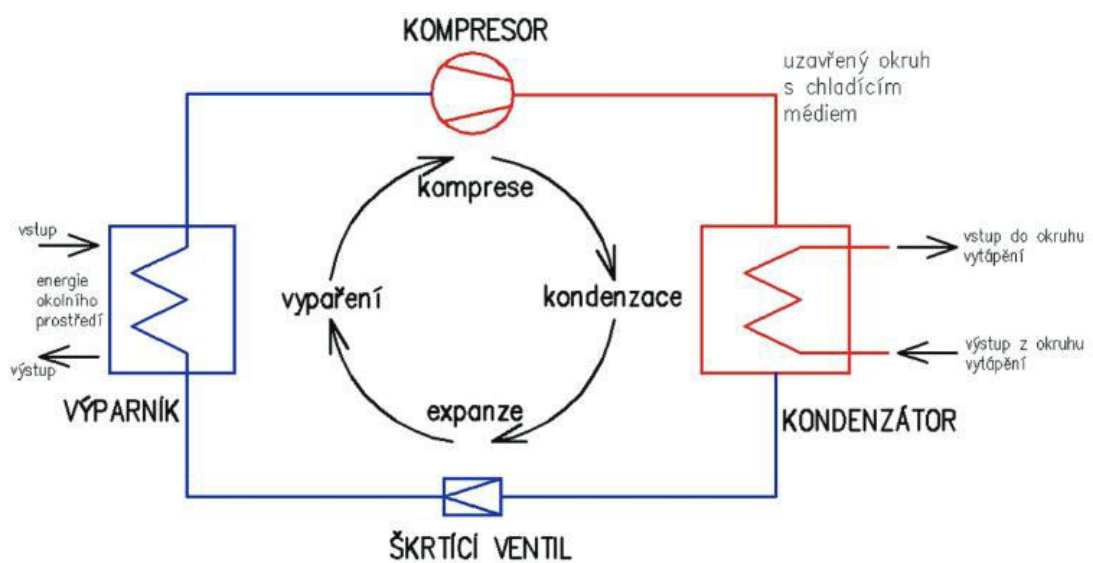 KOMPRESOR
uzavřený okruh
s chladícím
médiem
komprese
vstup
energie
okolního
prostředí
výstup
vypaření
kondenzace
vstup do okruhu
vytápění
výstup z okruhu
vytápění
VÝPARNÍK
expanze
KONDENZÁTOR
ŠKRTÍCÍ VENTIL